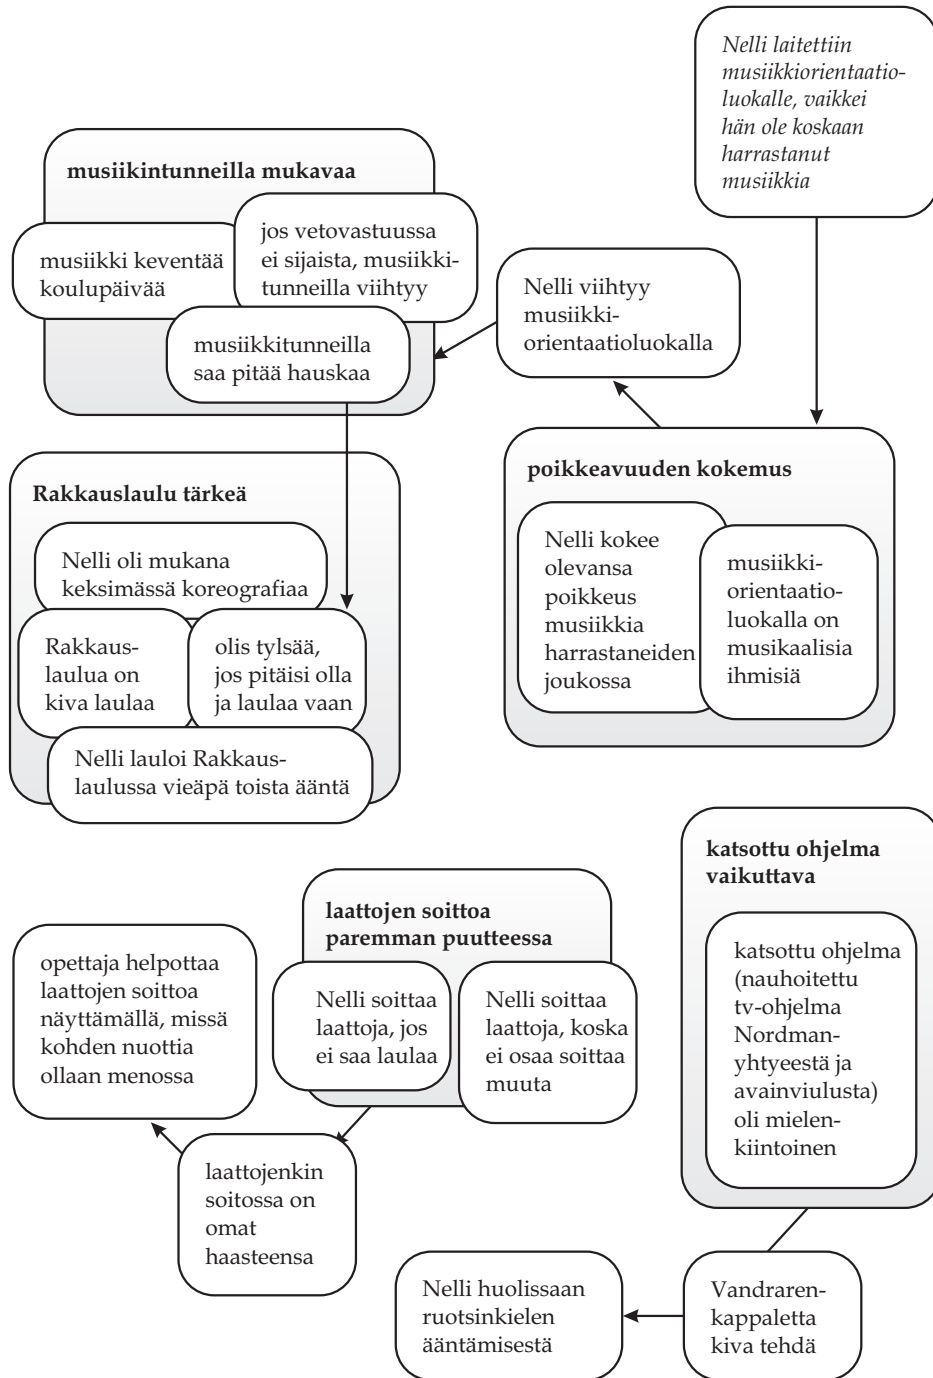 Nelli laitettiin
musiikkiorientaatio-
luokalle, vaikkei
hän ole koskaan
harrastanut
musiikkia
musiikintunneilla mukavaa
musiikki keventää
koulupäivää
jos vetovastuussa
ei sijaista, musiikki-
tunneilla viihtyy
musiikkitunneilla
saa pitää hauskaa
Nelli viihtyy
musiikki-
orientaatioluokalla
poikkeavuuden kokemus
Nelli kokee
olevansa
poikkeus
musiikkia
harrastaneiden
joukossa
musiikki-
orientaatio-
luokalla on
musikaalisia
ihmisiä
Rakkauslaulu tärkeä
Nelli oli mukana
keksimässä koreografiaa
Rakkaus-
laulua on
kiva laulaa
olis tylsää,
jos pitäisi olla
ja laulaa vaan
Nelli lauloi Rakkaus-
laulussa vieäpä toista ääntä
katsottu ohjelma
vaikuttava
katsottu ohjelma
(nauhoitettu
tv-ohjelma
Nordman-
yhtyeestä ja
avainviulusta)
oli mielen-
kiintoinen
laattojen soittoa
paremman puutteessa
Nelli soittaa
laattoja, jos
ei saa laulaa
Nelli soittaa
laattoja, koska
ei osaa soittaa
muuta
opettaja helpottaa
laattojen soittoa
näyttämällä, missä
kohden nuottia
ollaan menossa
laattojenkin
soitossa on
omat
haasteensa
Nelli huolissaan
ruotsinkielen
ääntämisestä
Vandraren-
kappaletta
kiva tehdä